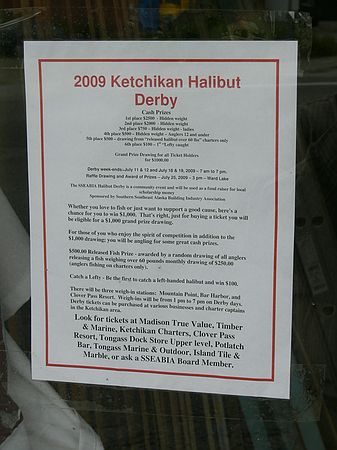 2009 Ketchikan Halibut
Derby
Cash Prizes
1st place $2500 - Hidden weight
2nd place $2000 - Hidden weight
3rd place $750 - Hidden weight - ladies
4th place $500 - Hidden weight - Anglers 12 and under
5th place $500 - drawing from "released halibut over 60 lbs" charters only
6th place $100 - 1st "Lefty caught
Grand Prize Drawing for all Ticket Holders
for $1000.00
Derby week-ends:July 11 & 12 and July 18 & 19, 2009 - 7 am to 7 pm.
Raffle Drawing and Award of Prizes - July 25, 2009 - 3 pm - Ward Lake
The SSEABIA Halibut Derby is a community event and will be used as a fund raiser for local
scholarship money
Sponsored by Southern Southeast Alaska Building Industry Association
Whether you love to fish or just want to support a good cause, here's a
chance for you to win $1,000. That's right, just for buying a ticket you will
be eligible for a $1,000 grand prize drawing.
For those of you who enjoy the spirit of competition in addition to the
$1,000 drawing; you will be angling for some great cash prizes.
$500.00 Released Fish Prize - awarded by a random drawing of all anglers
releasing a fish weighing over 60 pounds monthly drawing of $250.00
(anglers fishing on charters only).
Catch a Lefty - Be the first to catch a left-handed halibut and win $100.
There will be three weigh-in stations: Mountain Point, Bar Harbor, and
Clover Pass Resort. Weigh-ins will be from 1 pm to 7 pm on Derby days.
Derby tickets can be purchased at various businesses and charter captains
in the Ketchikan area.
Look for tickets at Madison True Value, Timber
& Marine, Ketchikan Charters, Clover Pass
Resort, Tongass Dock Store Upper level, Potlatch
Bar, Tongass Marine & Outdoor, Island Tile &
Marble, or ask a SSEABIA Board Member.